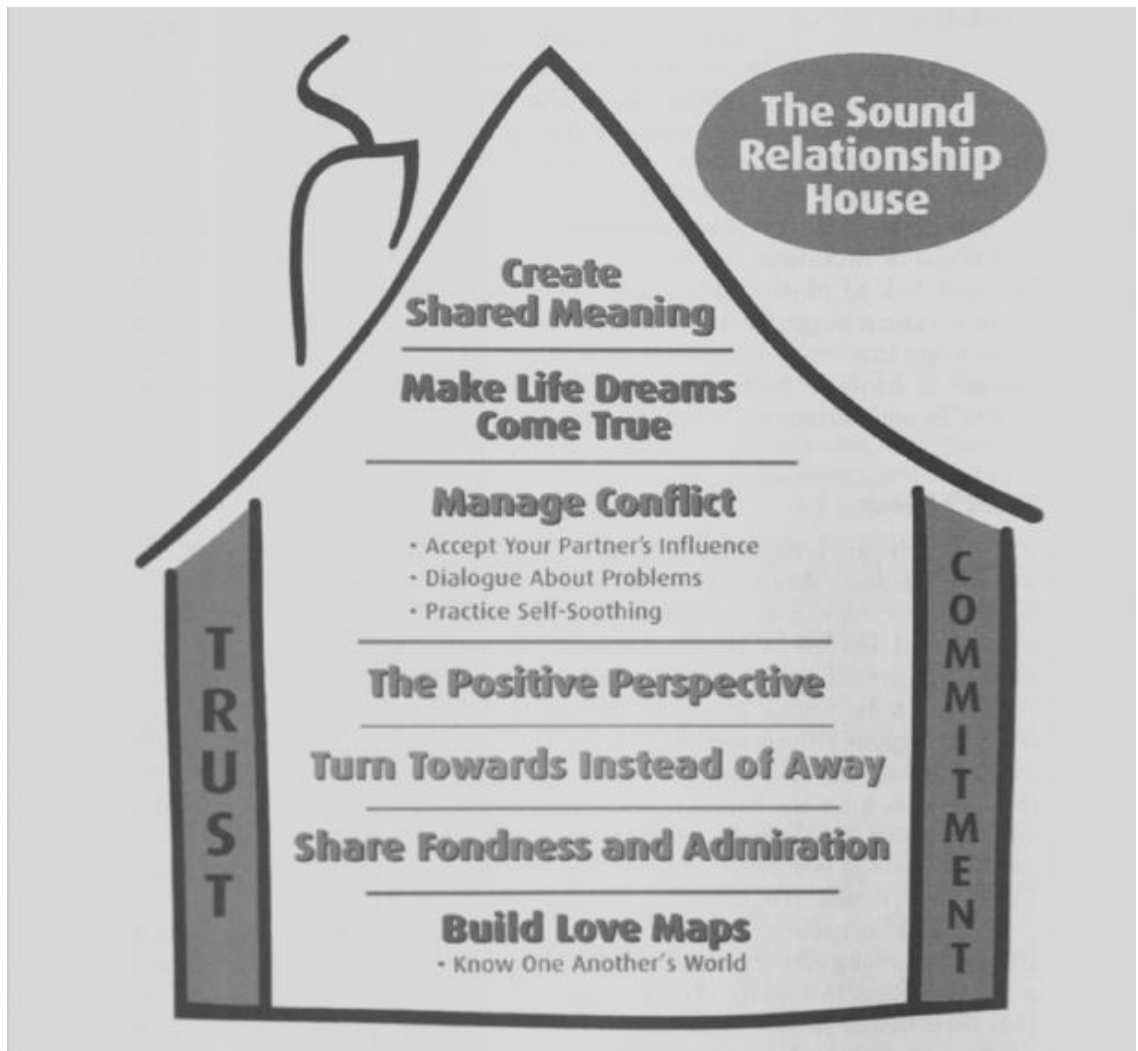 The Sound
Relationship
House
Create
Shared Meaning
Make Life Dreams
Come True
Manage Conflict
• Accept Your Partner's Influence
• Dialogue About Problems
• Practice Self-Soothing
The Positive Perspective
Turn Towards Instead of Away
Share Fondness and Admiration
Build Love Maps
• Know One Another's World
TRUST
COMMITMENT